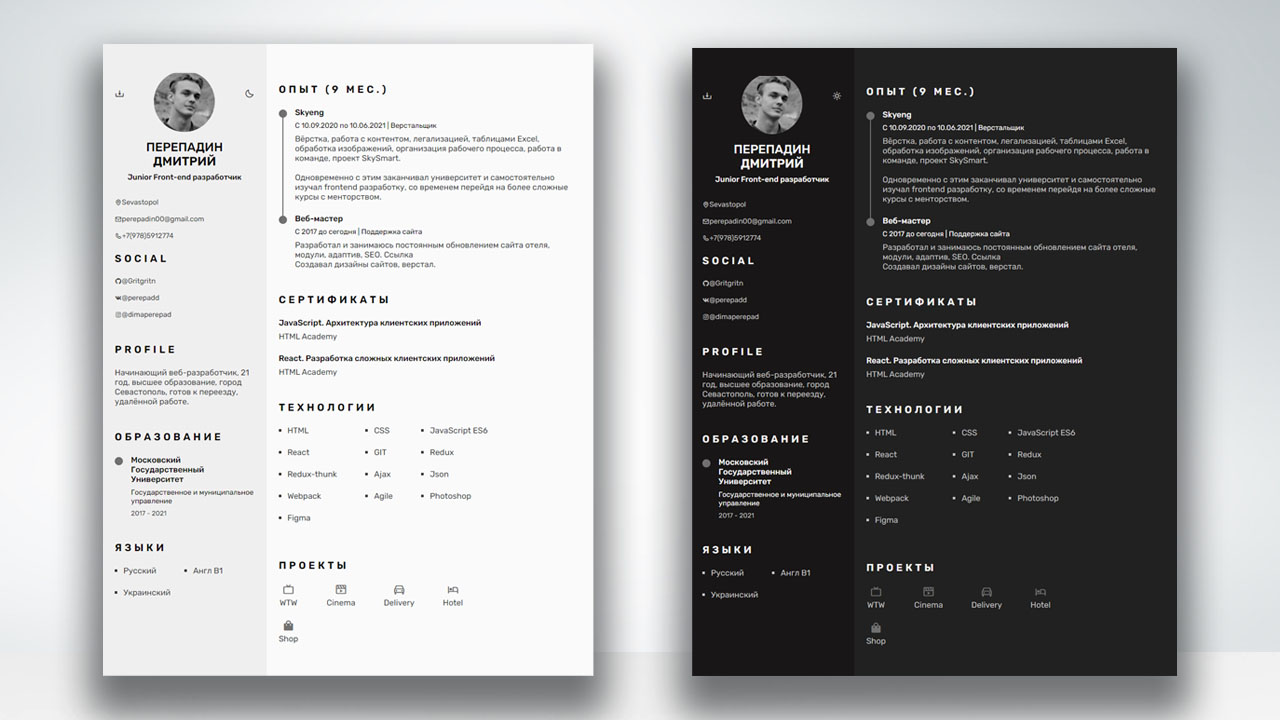 ПЕРЕПАДИН
ДМИТРИЙ
Junior Front-end разработчик
Sevastopol
perepadin00@gmail.com
+7(978)5912774
SOCIAL
@Gritgritn
@perepadd
@dimaperepad
PROFILE
Начинающий веб-разработчик, 21
год, высшее образование, город
Севастополь, готов к переезду,
удалённой работе.
ОБРАЗОВАНИЕ
Московский
Государственный
Университет
Государственное и муниципальное
управление
2017 - 2021
ЯЗЫКИ
Русский Англ B1
Украинский
ОПЫТ (9 МЕС.)
Skyeng
С 10.09.2020 по 10.06.2021 | Верстальщик
Вёрстка, работа с контентом, легализацией, таблицами Excel,
обработка изображений, организация рабочего процесса, работа в
команде, проект SkySmart.
Одновременно с этим заканчивал университет и самостоятельно
изучал frontend разработку, со временем перейдя на более сложные
курсы с менторством.
Веб-мастер
С 2017 до сегодня | Поддержка сайта
Разработал и занимаюсь постоянным обновлением сайта отеля,
модули, адаптив, SEO. Ссылка
Создавал дизайны сайтов, верстал.
СЕРТИФИКАТЫ
JavaScript. Архитектура клиентских приложений
HTML Academy
React. Разработка сложных клиентских приложений
HTML Academy
ТЕХНОЛОГИИ
HTML CSS JavaScript ES6
React GIT Redux
Redux-thunk Ajax Json
Webpack Agile Photoshop
Figma
ПРОЕКТЫ
WTW Cinema Delivery Hotel
Shop
ПЕРЕПАДИН
ДМИТРИЙ
Junior Front-end разработчик
Sevastopol
perepadin00@gmail.com
+7(978)5912774
SOCIAL
@Gritgritn
@perepadd
@dimaperepad
PROFILE
Начинающий веб-разработчик, 21
год, высшее образование, город
Севастополь, готов к переезду,
удалённой работе.
ОБРАЗОВАНИЕ
Московский
Государственный
Университет
Государственное и муниципальное
управление
2017 - 2021
ЯЗЫКИ
Русский Англ B1
Украинский
ОПЫТ (9 МЕС.)
Skyeng
С 10.09.2020 по 10.06.2021 | Верстальщик
Вёрстка, работа с контентом, легализацией, таблицами Excel,
обработка изображений, организация рабочего процесса, работа в
команде, проект SkySmart.
Одновременно с этим заканчивал университет и самостоятельно
изучал frontend разработку, со временем перейдя на более сложные
курсы с менторством.
Веб-мастер
С 2017 до сегодня | Поддержка сайта
Разработал и занимаюсь постоянным обновлением сайта отеля,
модули, адаптив, SEO. Ссылка
Создавал дизайны сайтов, верстал.
СЕРТИФИКАТЫ
JavaScript. Архитектура клиентских приложений
HTML Academy
React. Разработка сложных клиентских приложений
HTML Academy
ТЕХНОЛОГИИ
HTML CSS JavaScript ES6
React GIT Redux
Redux-thunk Ajax Json
Webpack Agile Photoshop
Figma
ПРОЕКТЫ
WTW Cinema Delivery Hotel
Shop